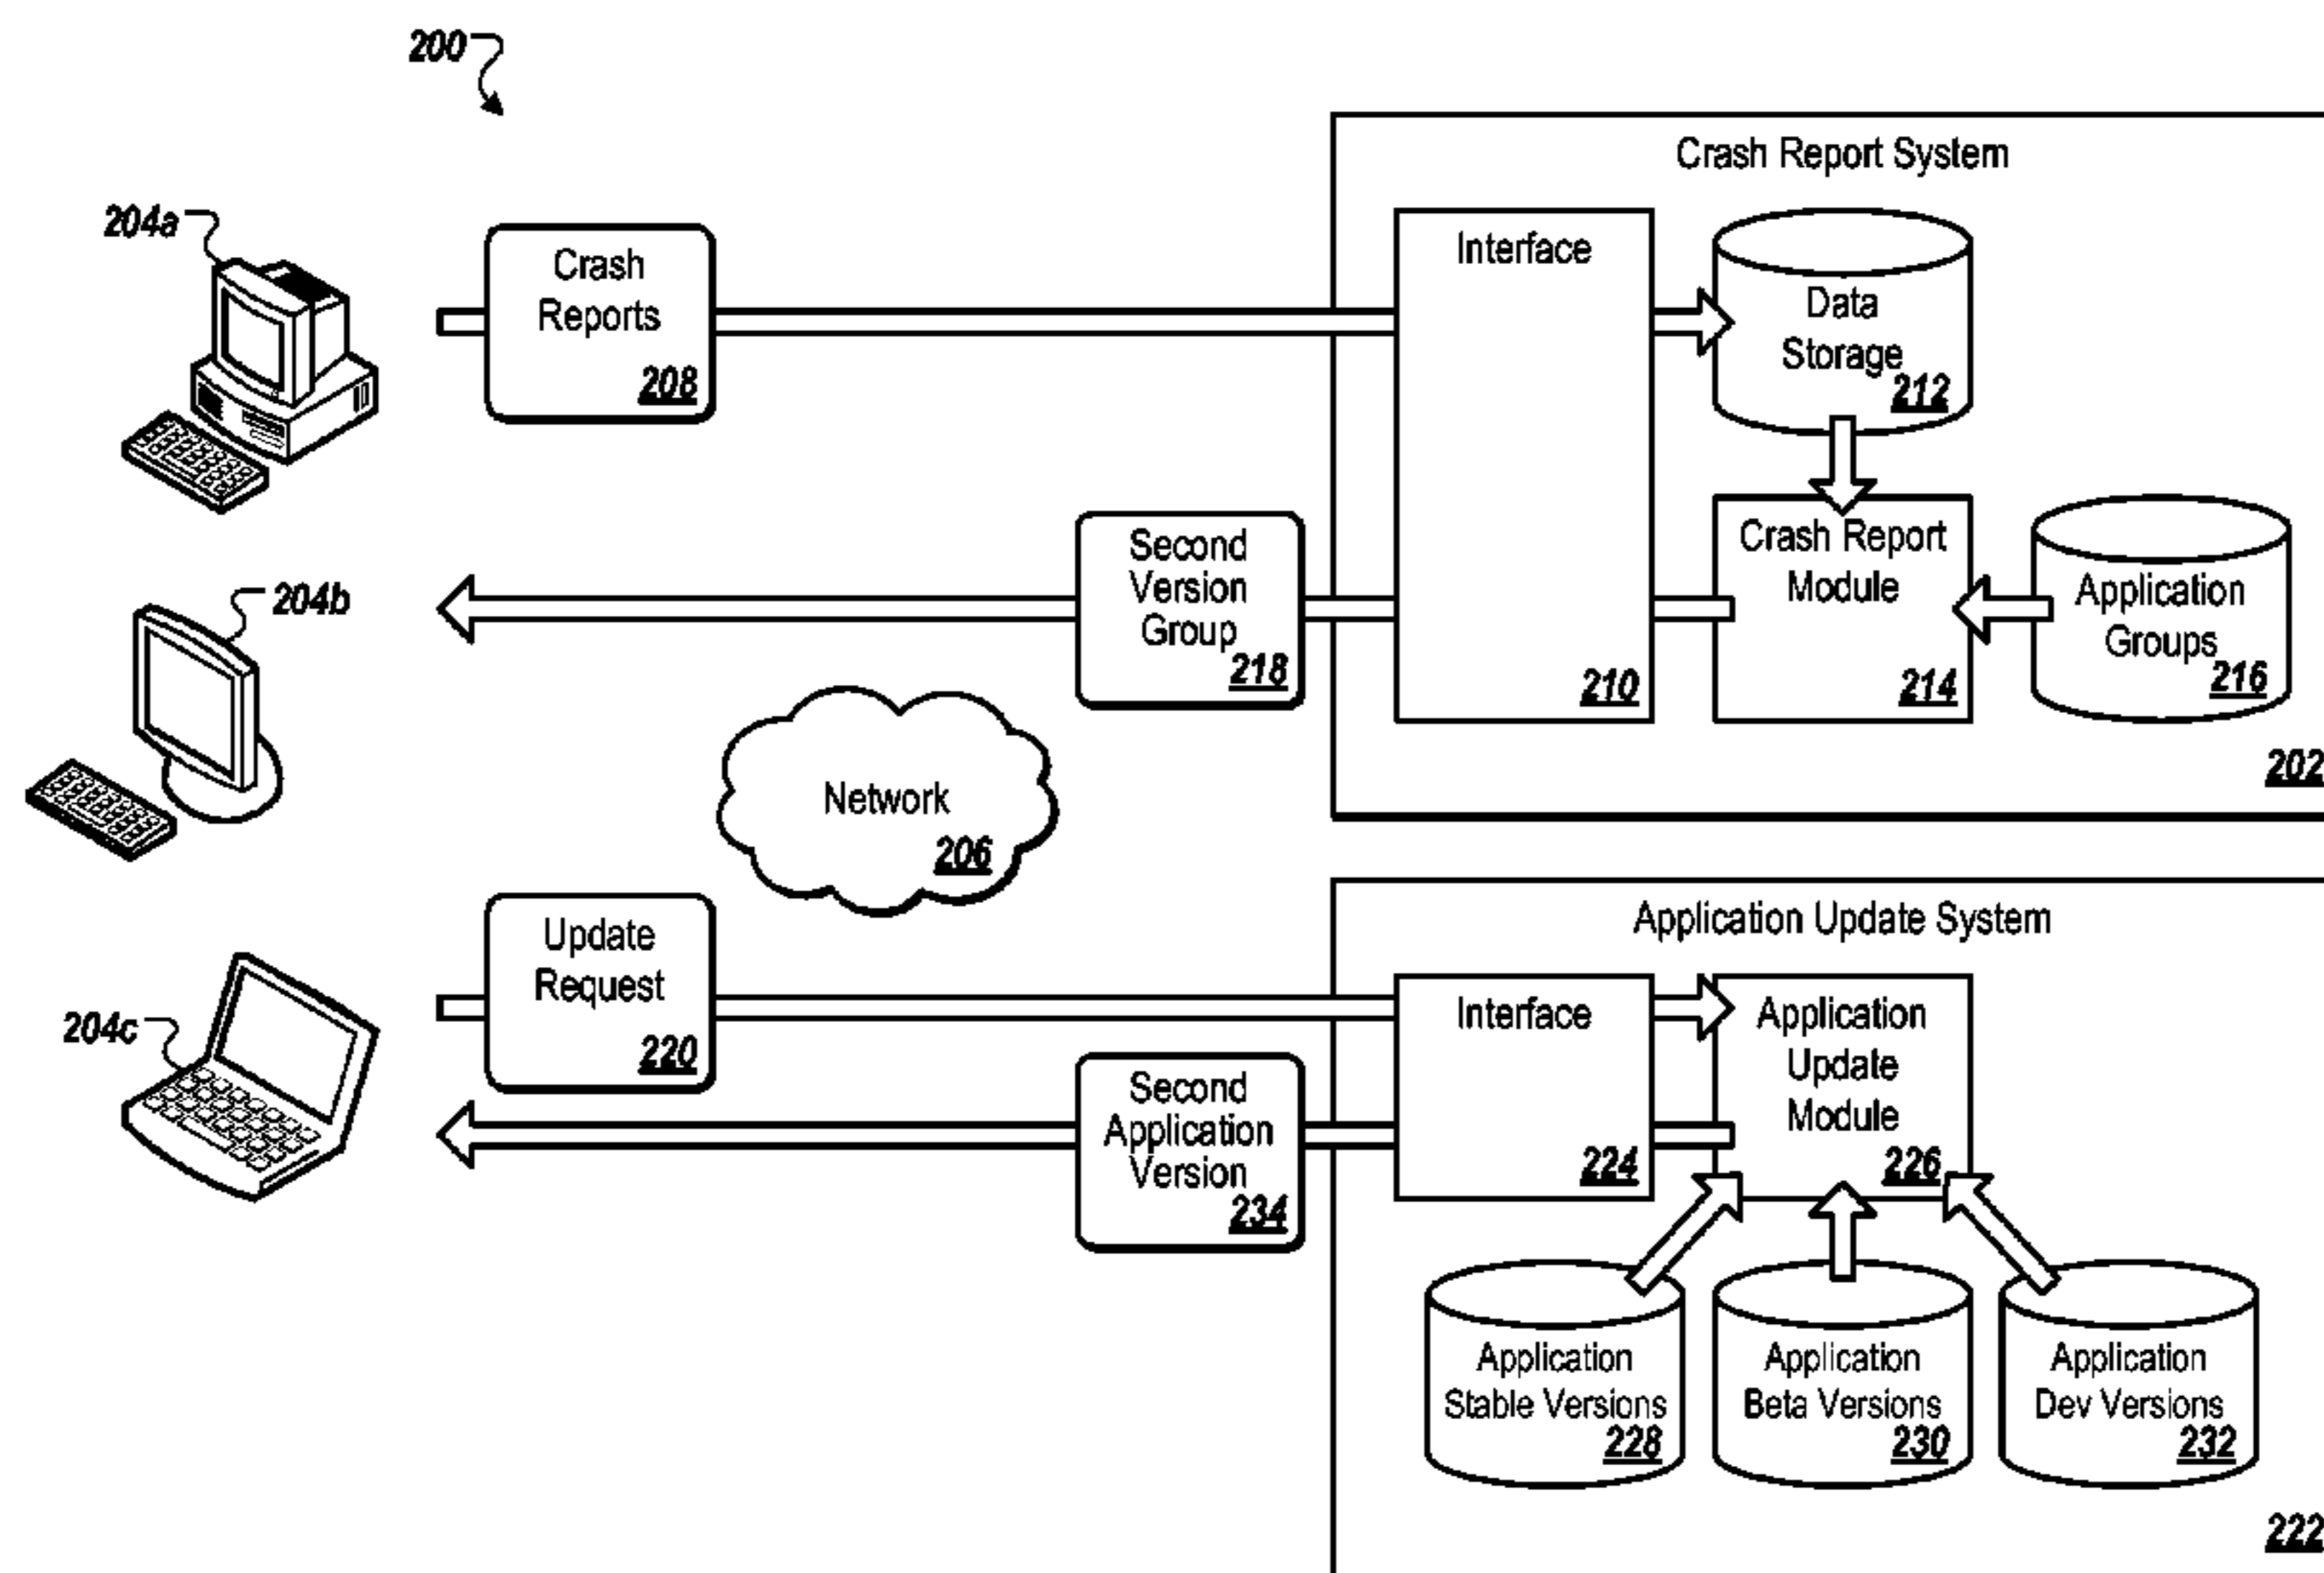 200
Crash Report System
204a
Crash
Reports
208
Interface
210
Data
Storage
212
204b
Second
Version
Group
218
Crash Report
Module
214
Application
Groups
216
Network
206
202
Application Update System
204c
Update
Request
220
Interface
224
Application
Update
Module
226
Second
Application
Version
234
Application
Stable Versions
228
Application
Beta Versions
230
Application
Dev Versions
232
222